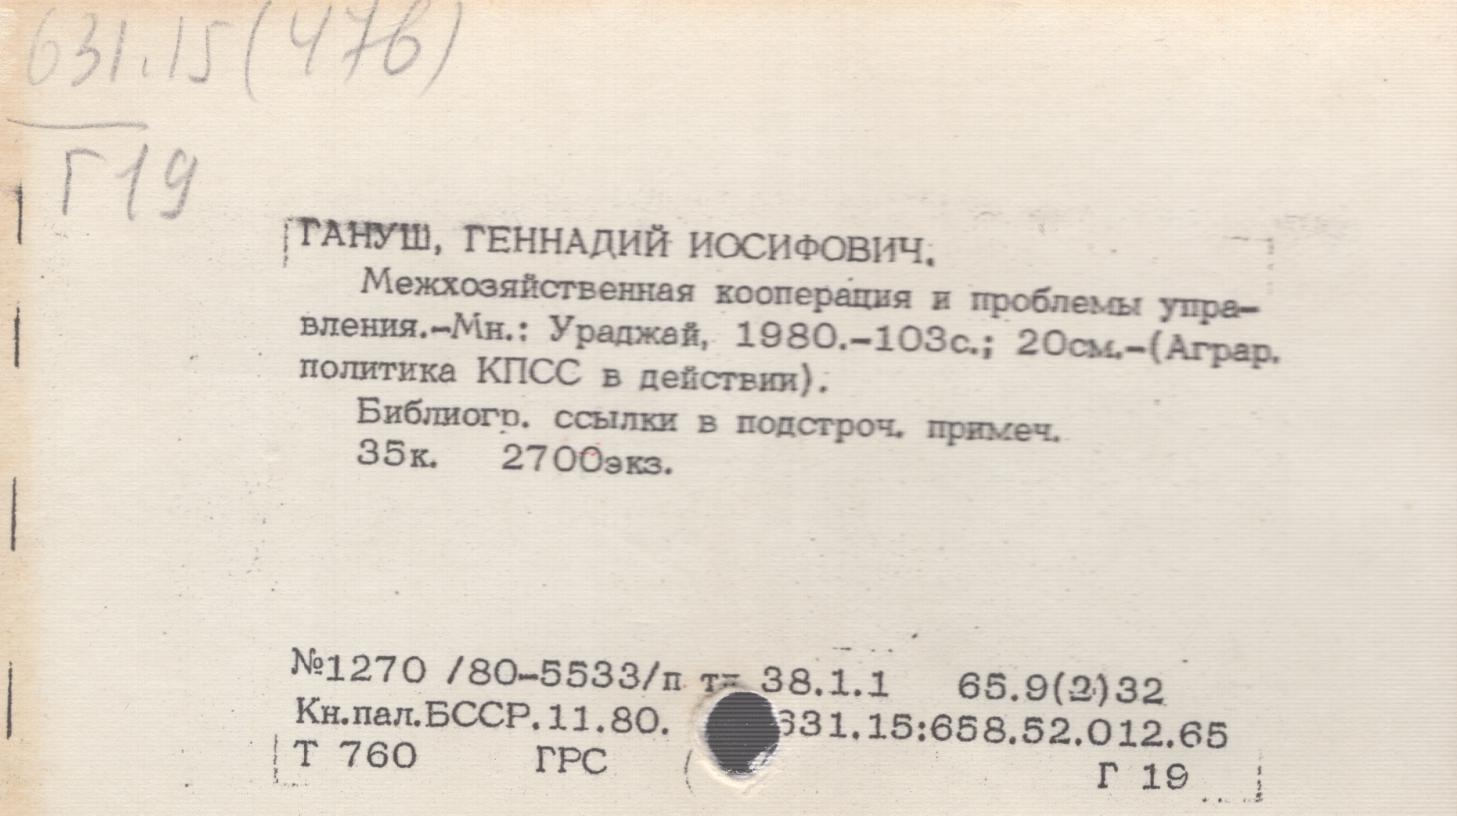 631.15(47б)
Г19
ГАНУШ, ГЕННАДИЙ ИОСИФОВИЧ.
Межхозяйственная кооперация и проблемы упра-
вления.-Мн.: Ураджай, 1980.-103с.; 20см.-(Аграр.
политика КПСС в действии).
Библиогр. ссылки в подстроч. примеч.
35к. 2700экз.
№1270 /80-5533/п 38.1.1 65.9(2)32
Кн.пал.БССР.11.80. 631.15:658.52.012.65
Т 760 ГРС Г 19